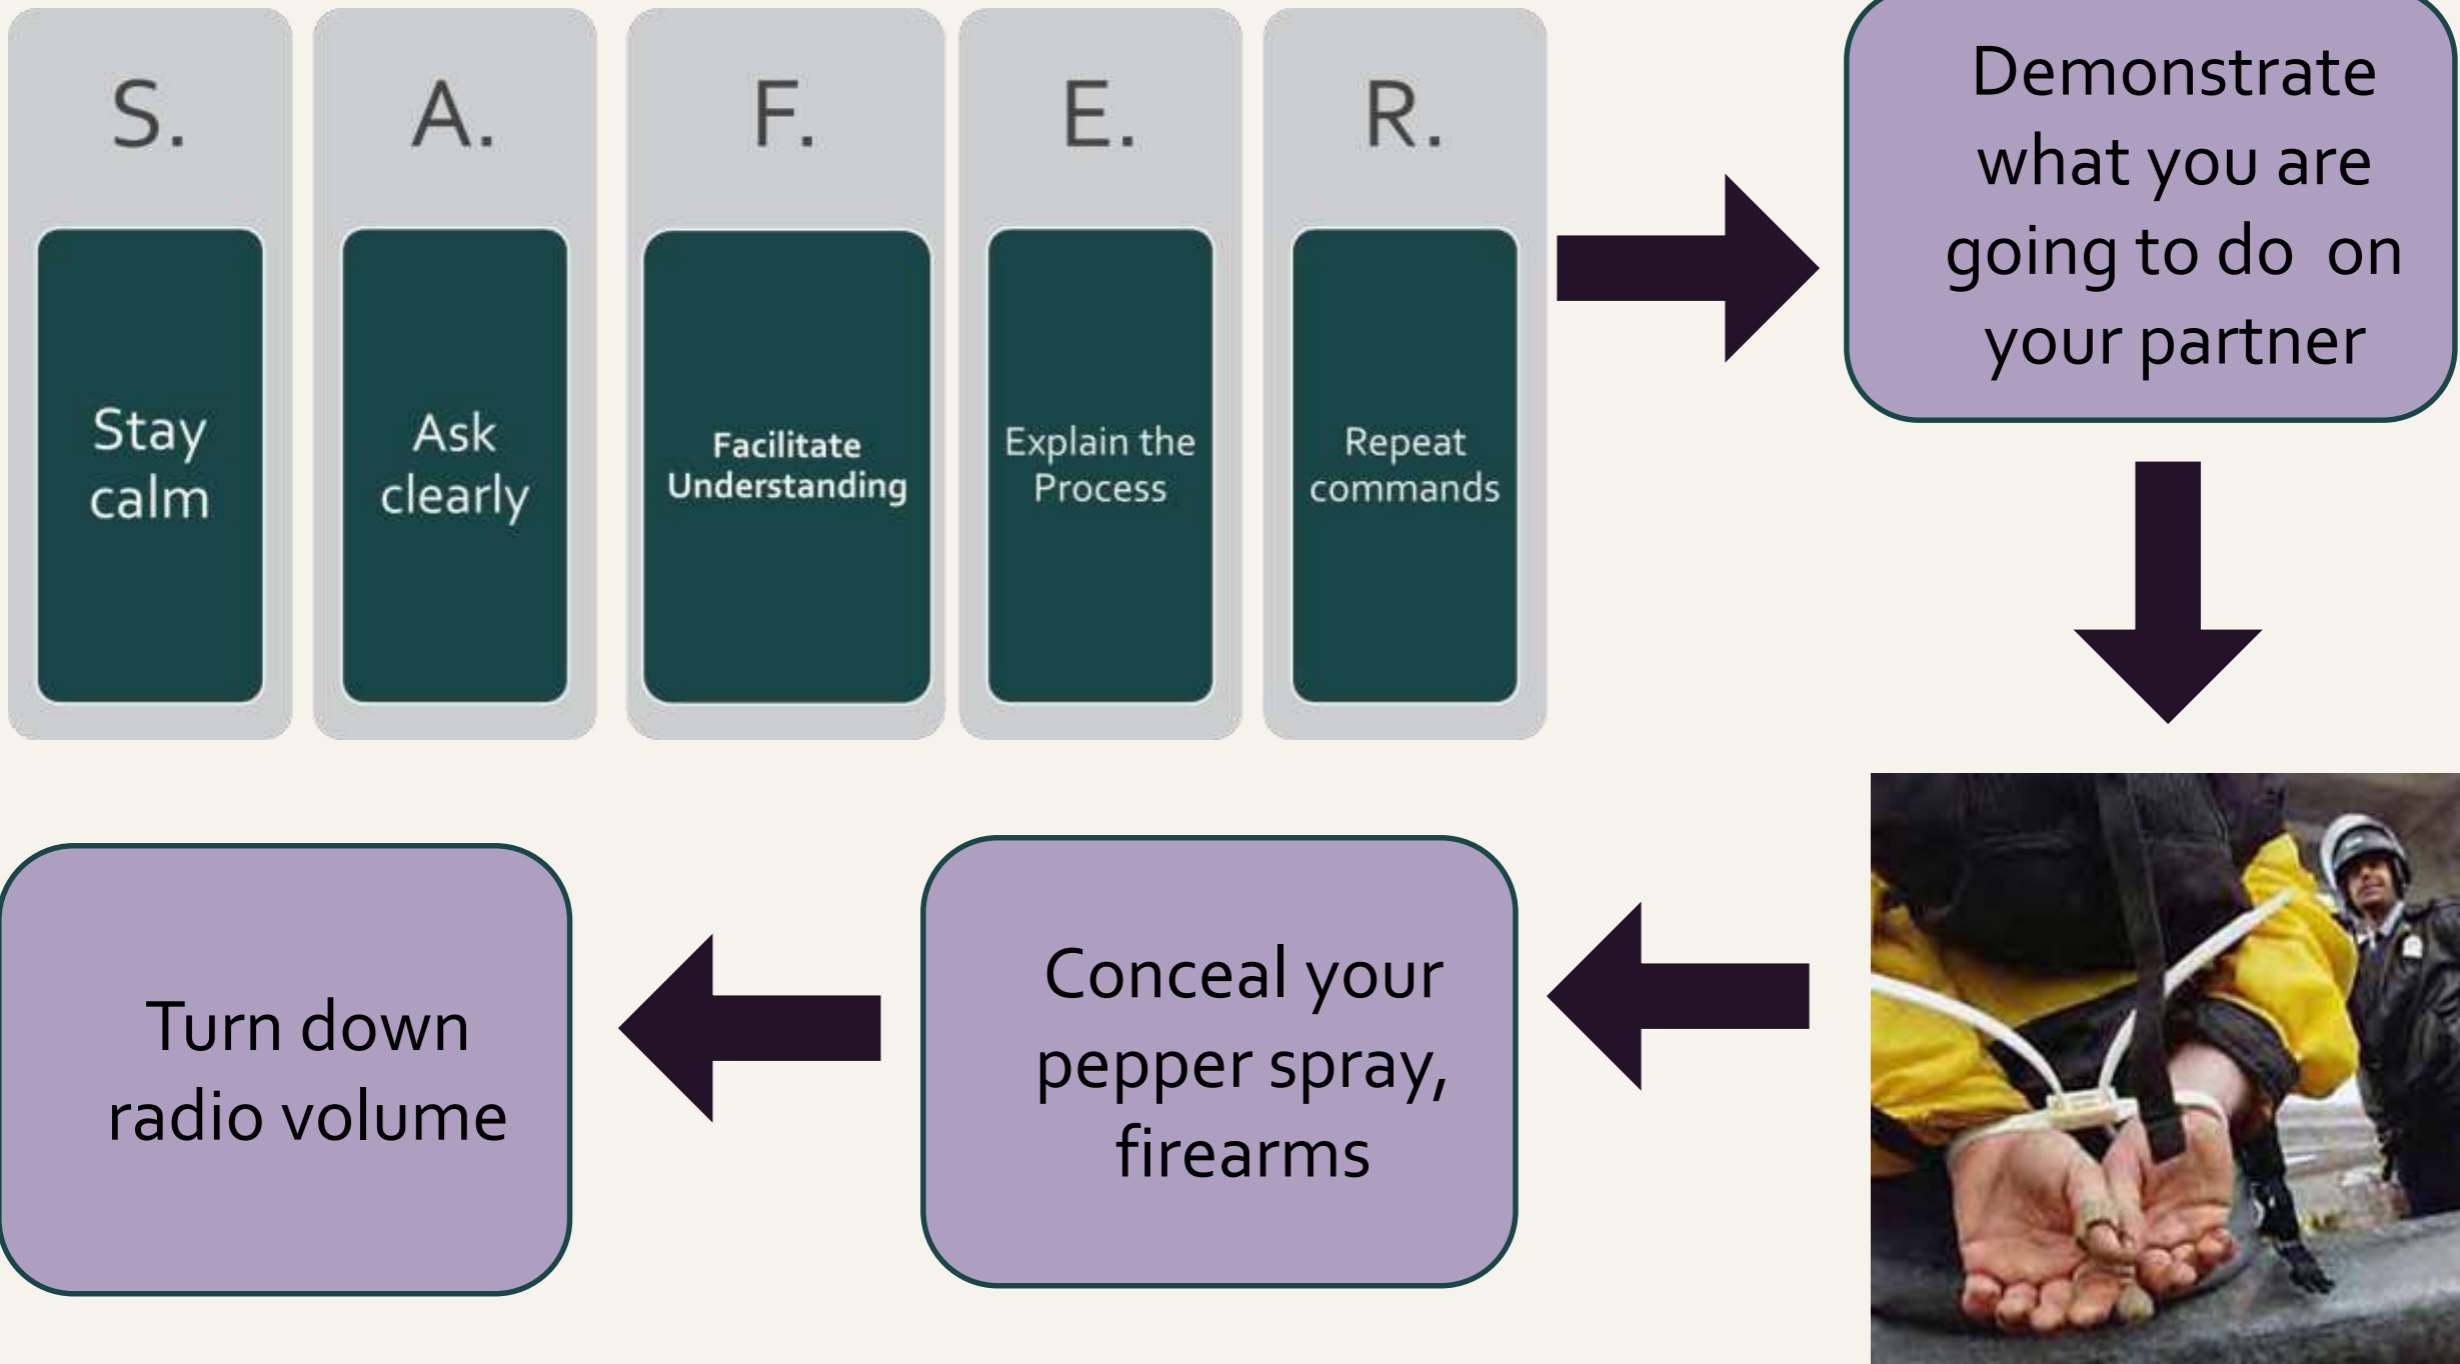 S.
A.
F.
E.
R.
Stay
calm
Ask
clearly
Facilitate
Understanding
Explain the
Process
Repeat
commands
Demonstrate
what you are
going to do  on
your partner
Conceal your
pepper spray,
firearms
Turn down
radio volume